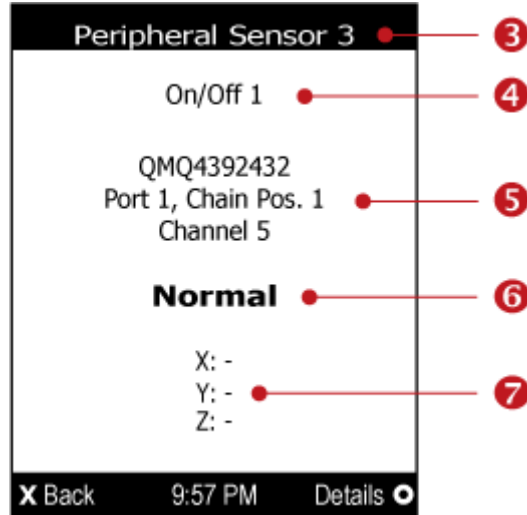 Peripheral Sensor 3
3
On/Off 1
4
QMQ4392432
Port 1, Chain Pos. 1
5
Channel 5
Normal
6
X: -
Y: -
7
Z: -
X Back
9:57 PM
Details